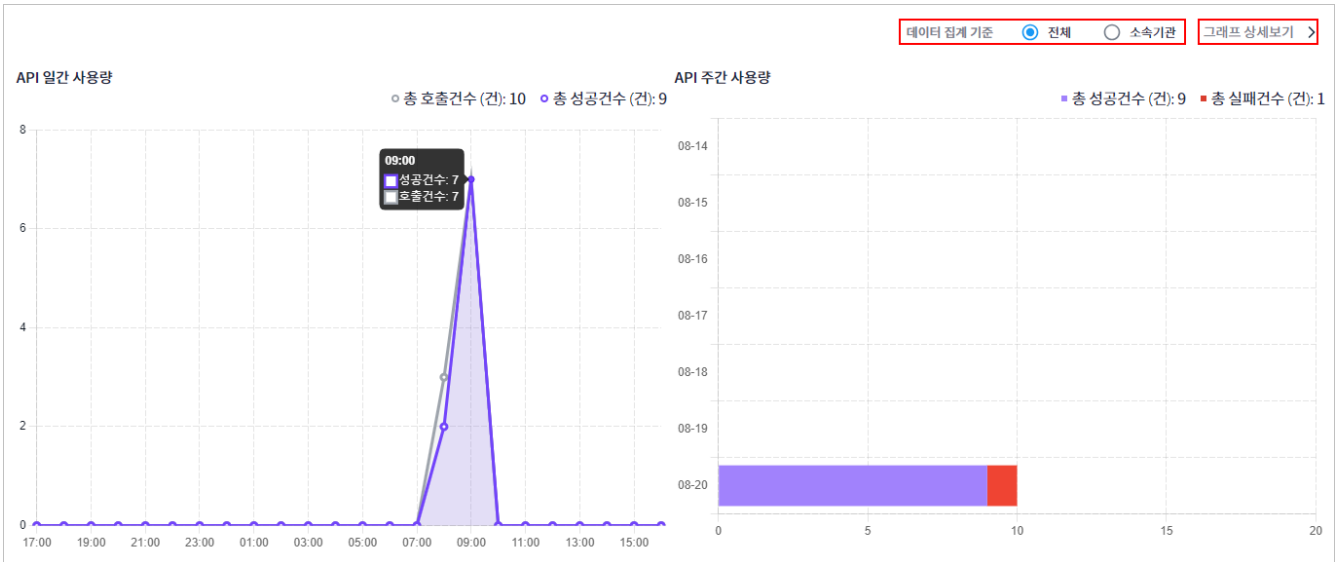 데이터 집계 기준 전체 소속기관 그래프 상세보기
API 일간 사용량
총 호출건수 (건): 10 총 성공건수 (건): 9
8
6
4
2
0
09:00
성공건수: 7
호출건수: 7
17:00 19:00 21:00 23:00 01:00 03:00 05:00 07:00 09:00 11:00 13:00 15:00
API 주간 사용량
총 성공건수 (건): 9 총 실패건수 (건): 1
08-14
08-15
08-16
08-17
08-18
08-19
08-20
0 5 10 15 20